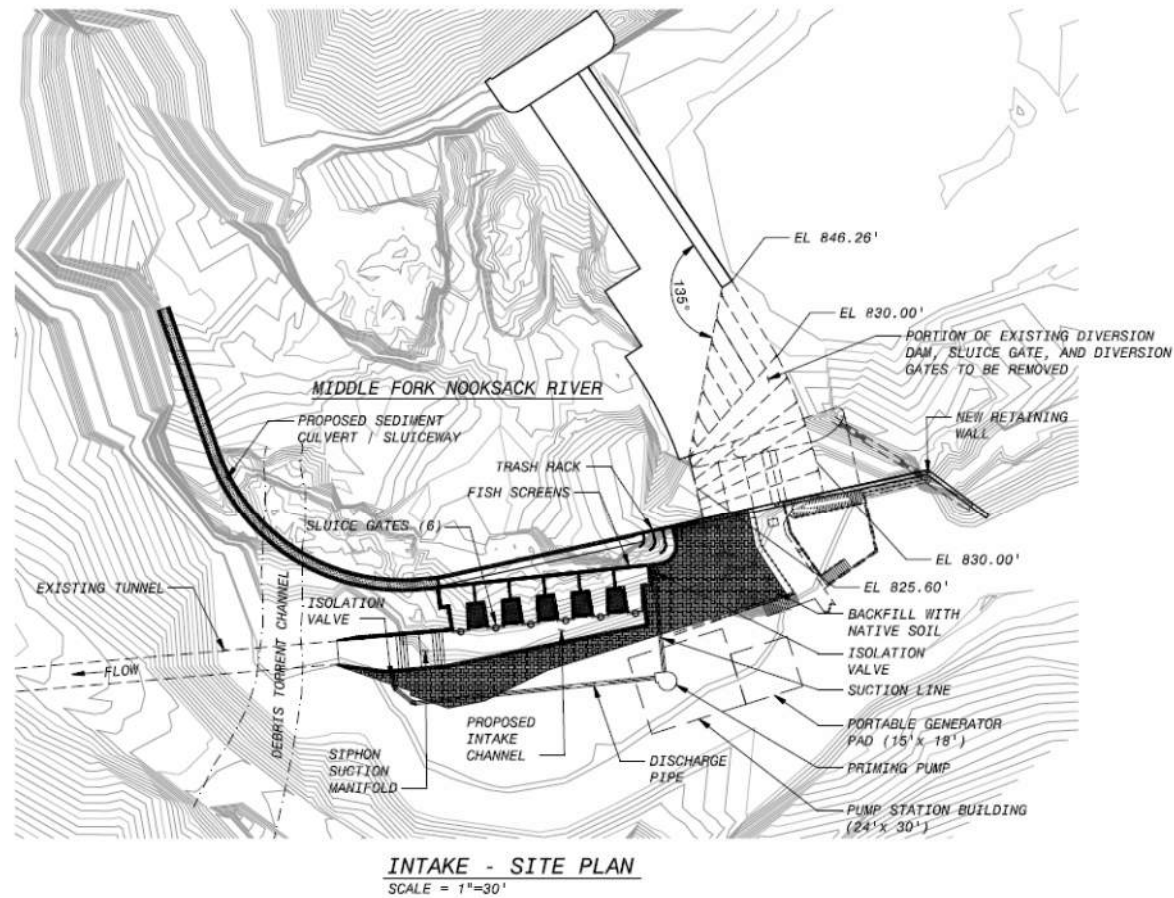 EL 846.26'
135°
EL 830.00'
PORTION OF EXISTING DIVERSION
DAM, SLUICE GATE, AND DIVERSION
GATES TO BE REMOVED
MIDDLE FORK NOOKSACK RIVER
PROPOSED SEDIMENT
CULVERT / SLUICEWAY
NEW RETAINING
WALL
TRASH RACK
FISH SCREENS
SLUICE GATES (6)
EL 830.00'
EXISTING TUNNEL
ISOLATION
VALVE
EL 825.60'
BACKFILL WITH
NATIVE SOIL
FLOW
DEBRIS TORRENT CHANNEL
ISOLATION
VALVE
SUCTION LINE
PROPOSED
INTAKE
CHANNEL
PORTABLE GENERATOR
PAD (15'x 18')
SIPHON
SUCTION
MANIFOLD
DISCHARGE
PIPE
PRIMING PUMP
PUMP STATION BUILDING
(24'x 30')
INTAKE - SITE PLAN
SCALE = 1"=30'